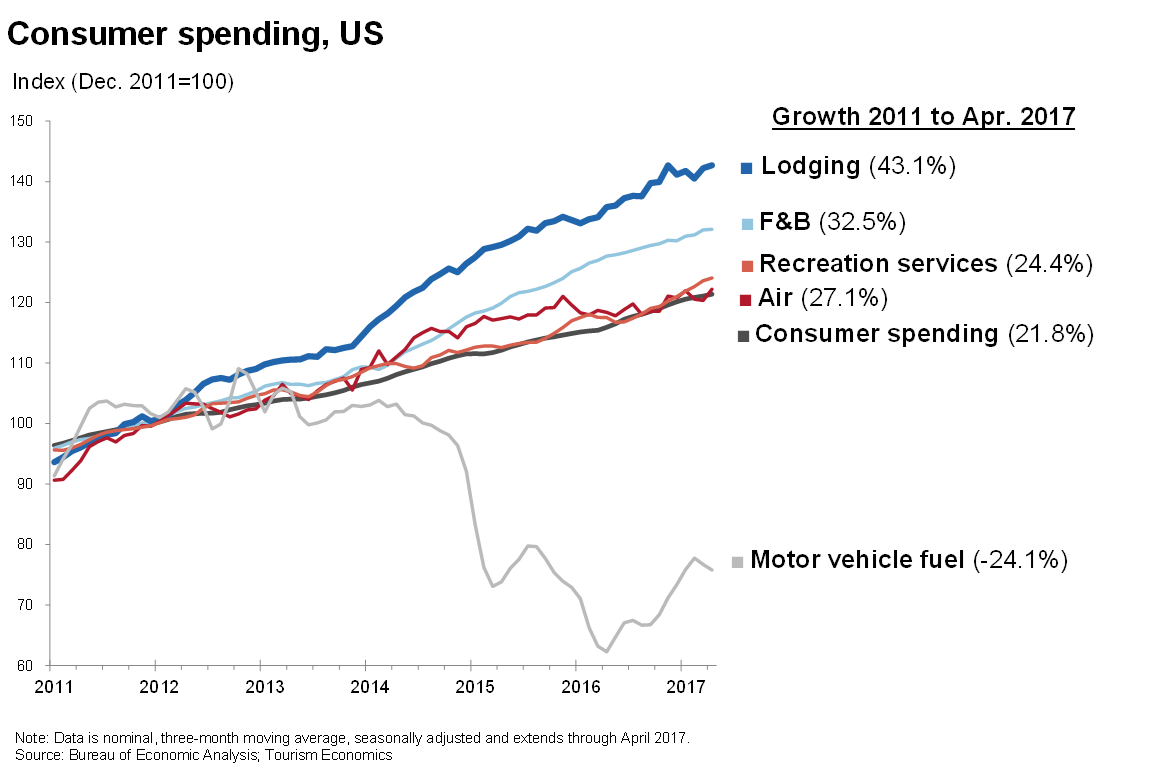 Consumer spending, US
Index (Dec. 2011=100)
Growth 2011 to Apr. 2017
150
140
130
120
110
100
90
80
70
60
Lodging (43.1%)
F&B (32.5%)
Recreation services (24.4%)
Air (27.1%)
Consumer spending (21.8%)
Motor vehicle fuel (-24.1%)
2011 2012 2013 2014 2015 2016 2017
Note: Data is nominal, three-month moving average, seasonally adjusted and extends through April 2017.
Source: Bureau of Economic Analysis; Tourism Economics